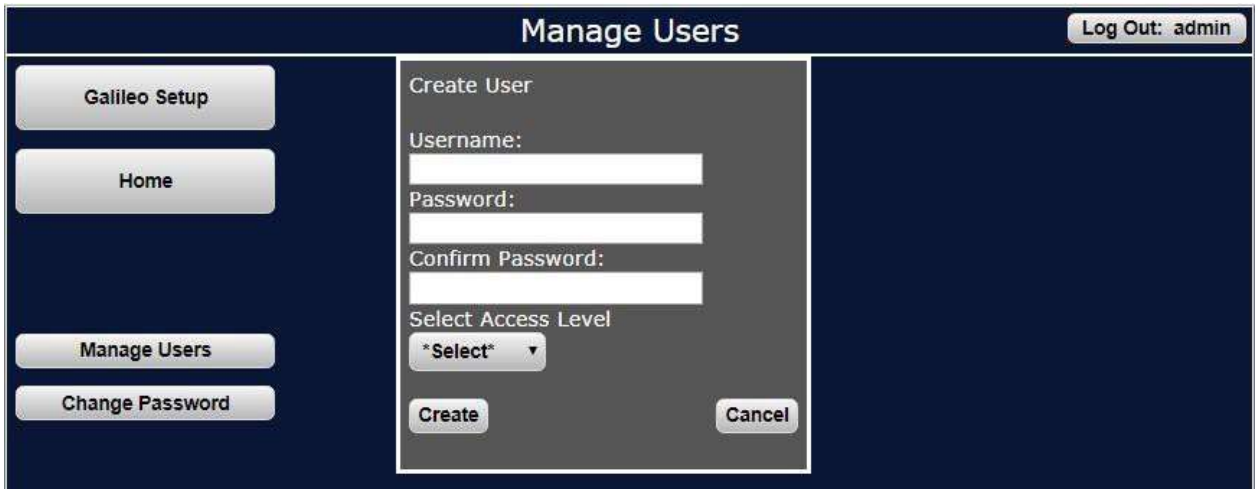 Manage Users
Log Out: admin
Galileo Setup
Home
Manage Users
Change Password
Create User
Username:
Password:
Confirm Password:
Select Access Level
*Select*
Create
Cancel